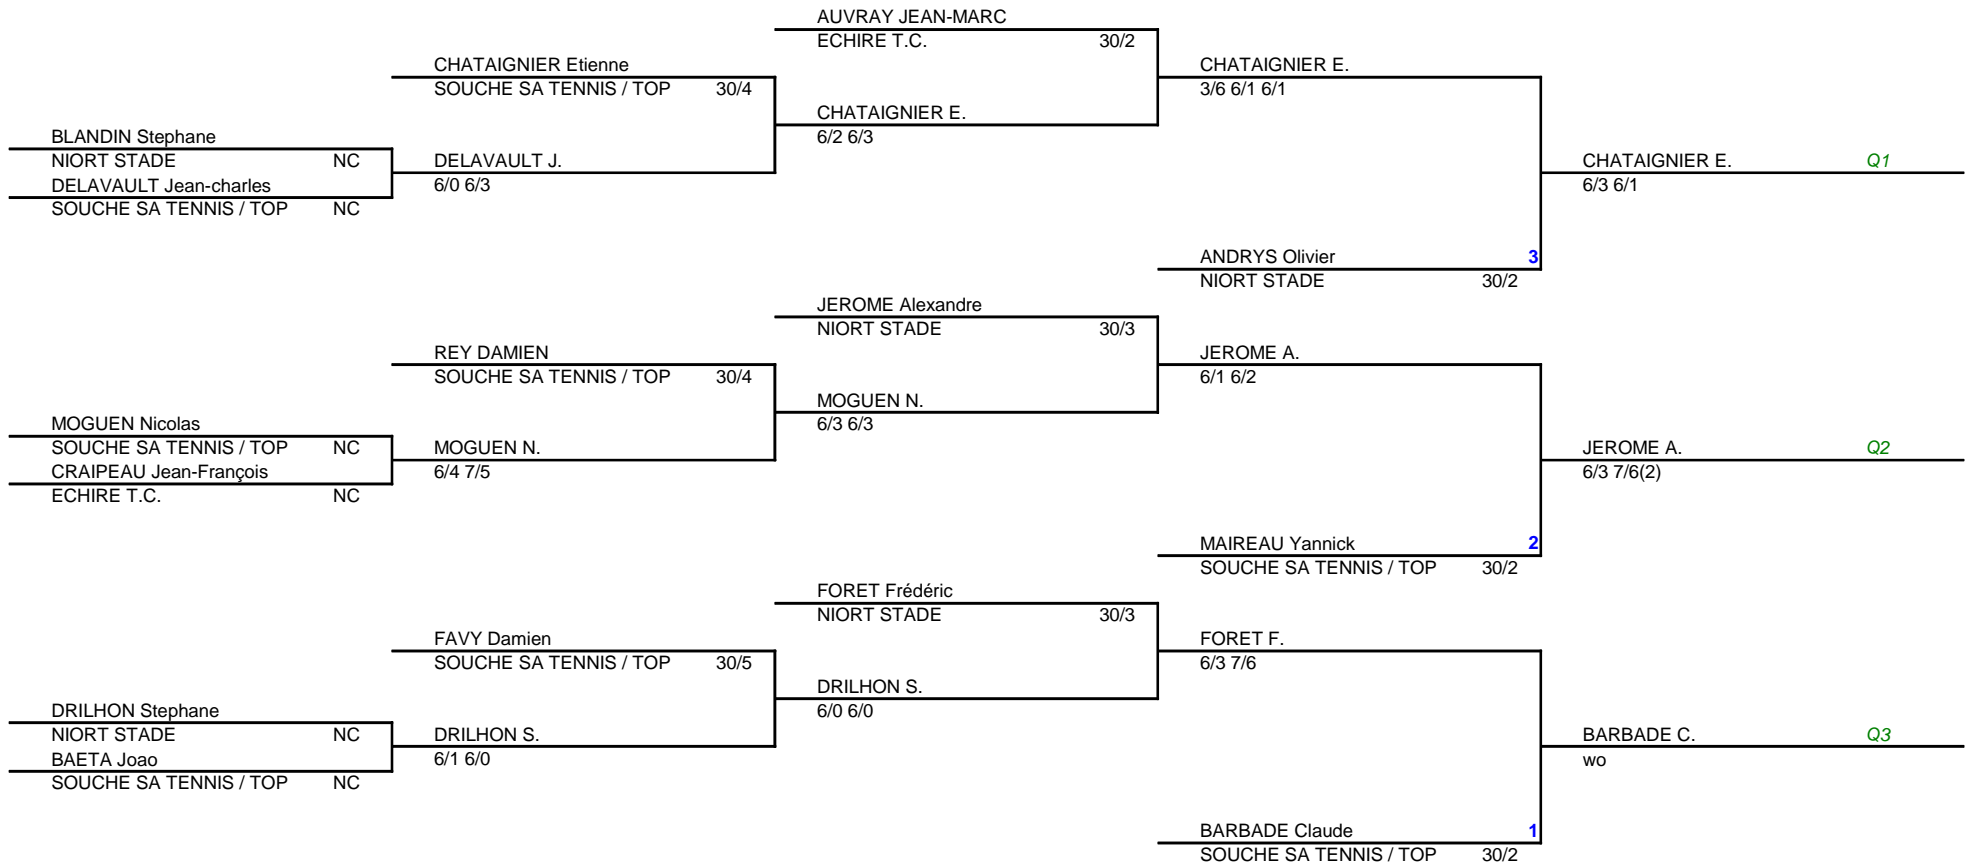 AUVRAY JEAN-MARC
ECHIRE T.C. 30/2
CHATAIGNIER Etienne
SOUCHE SA TENNIS / TOP 30/4
CHATAIGNIER E.
3/6 6/1 6/1
CHATAIGNIER E.
6/2 6/3
BLANDIN Stephane
NIORT STADE NC
DELAVAULT J.
6/0 6/3
DELAVAULT Jean-charles
SOUCHE SA TENNIS / TOP NC
CHATAIGNIER E. Q1
6/3 6/1
ANDRYS Olivier 3
NIORT STADE 30/2
JEROME Alexandre
NIORT STADE 30/3
REY DAMIEN
SOUCHE SA TENNIS / TOP 30/4
JEROME A.
6/1 6/2
MOGUEN N.
6/3 6/3
MOGUEN Nicolas
SOUCHE SA TENNIS / TOP NC
MOGUEN N.
6/4 7/5
CRAIPEAU Jean-François
ECHIRE T.C. NC
JEROME A. Q2
6/3 7/6(2)
MAIREAU Yannick 2
SOUCHE SA TENNIS / TOP 30/2
FORET Frédéric
NIORT STADE 30/3
FAVY Damien
SOUCHE SA TENNIS / TOP 30/5
FORET F.
6/3 7/6
DRILHON S.
6/0 6/0
DRILHON Stephane
NIORT STADE NC
DRILHON S.
6/1 6/0
BAETA Joao
SOUCHE SA TENNIS / TOP NC
BARBADE C. Q3
wo
BARBADE Claude 1
SOUCHE SA TENNIS / TOP 30/2